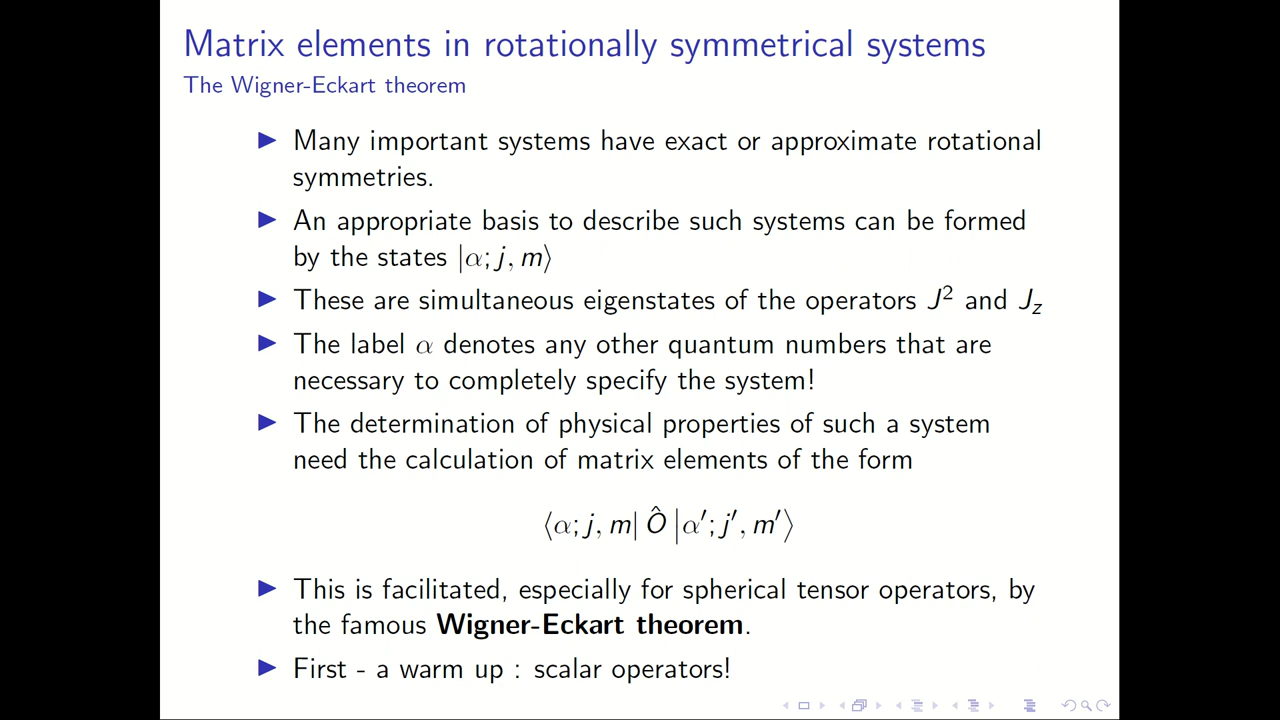 Matrix elements in rotationally symmetrical systems
The Wigner-Eckart theorem
▶ Many important systems have exact or approximate rotational
symmetries.
▶ An appropriate basis to describe such systems can be formed
by the states |α; j, m⟩
▶ These are simultaneous eigenstates of the operators J² and J_z
▶ The label α denotes any other quantum numbers that are
necessary to completely specify the system!
▶ The determination of physical properties of such a system
need the calculation of matrix elements of the form
⟨α; j, m| Ô |α′; j′, m′⟩
▶ This is facilitated, especially for spherical tensor operators, by
the famous Wigner-Eckart theorem.
▶ First - a warm up : scalar operators!